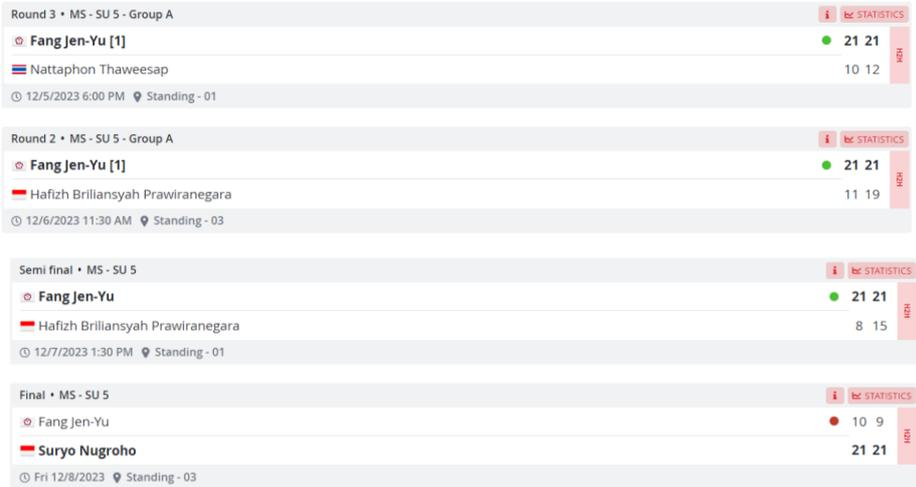 Round 3 • MS - SU 5 - Group A i STATISTICS
Fang Jen-Yu [1] 21 21 H2H
Nattaphon Thaweesap 10 12
12/5/2023 6:00 PM Standing - 01
Round 2 • MS - SU 5 - Group A i STATISTICS
Fang Jen-Yu [1] 21 21 H2H
Hafizh Briliansyah Prawiranegara 11 19
12/6/2023 11:30 AM Standing - 03
Semi final • MS - SU 5 i STATISTICS
Fang Jen-Yu 21 21 H2H
Hafizh Briliansyah Prawiranegara 8 15
12/7/2023 1:30 PM Standing - 01
Final • MS - SU 5 i STATISTICS
Fang Jen-Yu 10 9 H2H
Suryo Nugroho 21 21
Fri 12/8/2023 Standing - 03